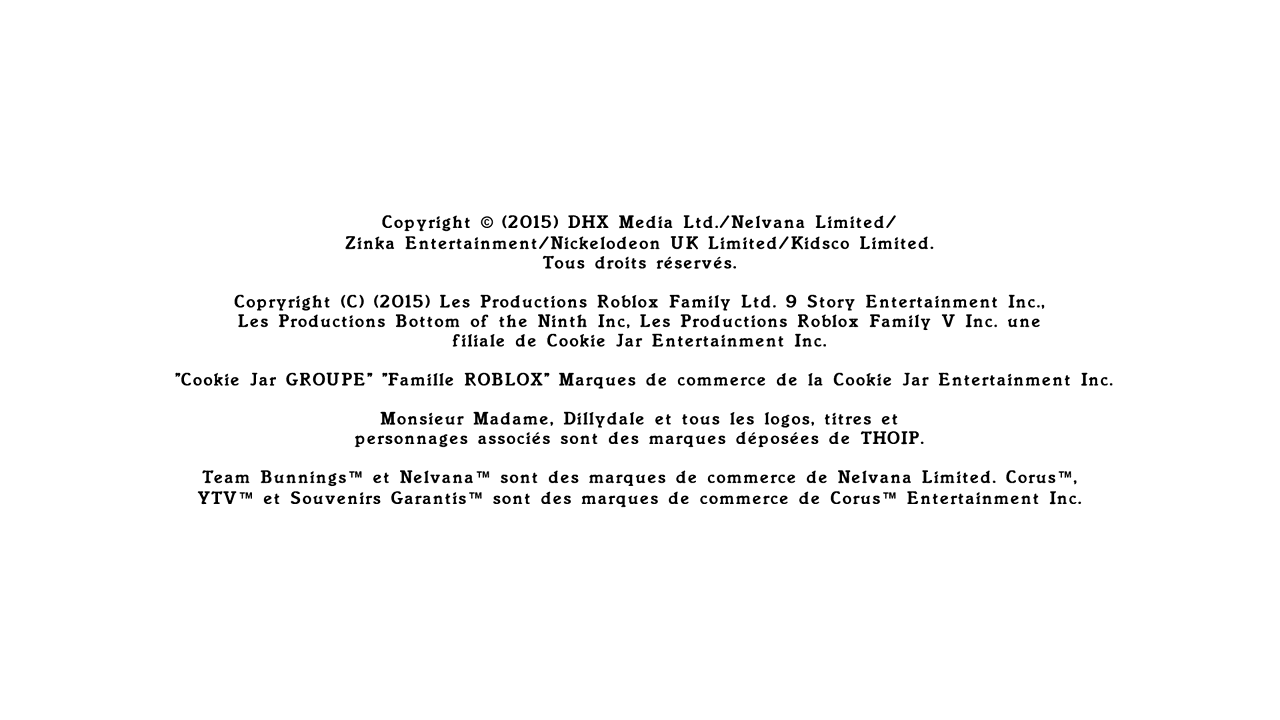 Copyright © (2015) DHX Media Ltd./Nelvana Limited/
Zinka Entertainment/Nickelodeon UK Limited/Kidsco Limited.
Tous droits réservés.
Copryright (C) (2015) Les Productions Roblox Family Ltd. 9 Story Entertainment Inc.,
Les Productions Bottom of the Ninth Inc, Les Productions Roblox Family V Inc. une
filiale de Cookie Jar Entertainment Inc.
"Cookie Jar GROUPE" "Famille ROBLOX" Marques de commerce de la Cookie Jar Entertainment Inc.
Monsieur Madame, Dillydale et tous les logos, titres et
personnages associés sont des marques déposées de THOIP.
Team Bunnings™ et Nelvana™ sont des marques de commerce de Nelvana Limited. Corus™,
YTV™ et Souvenirs Garantis™ sont des marques de commerce de Corus™ Entertainment Inc.